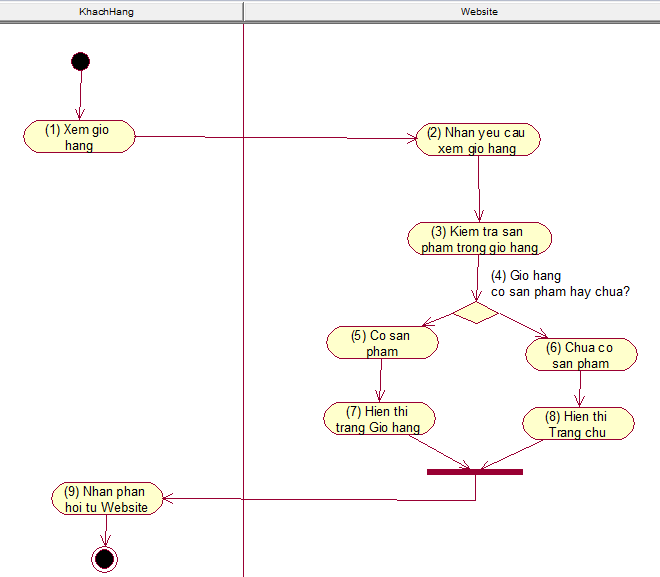 KhachHang
Website
(1) Xem gio
hang
(2) Nhan yeu cau
xem gio hang
(3) Kiem tra san
pham trong gio hang
(4) Gio hang
co san pham hay chua?
(5) Co san
pham
(6) Chua co
san pham
(7) Hien thi
trang Gio hang
(8) Hien thi
Trang chu
(9) Nhan phan
hoi tu Website